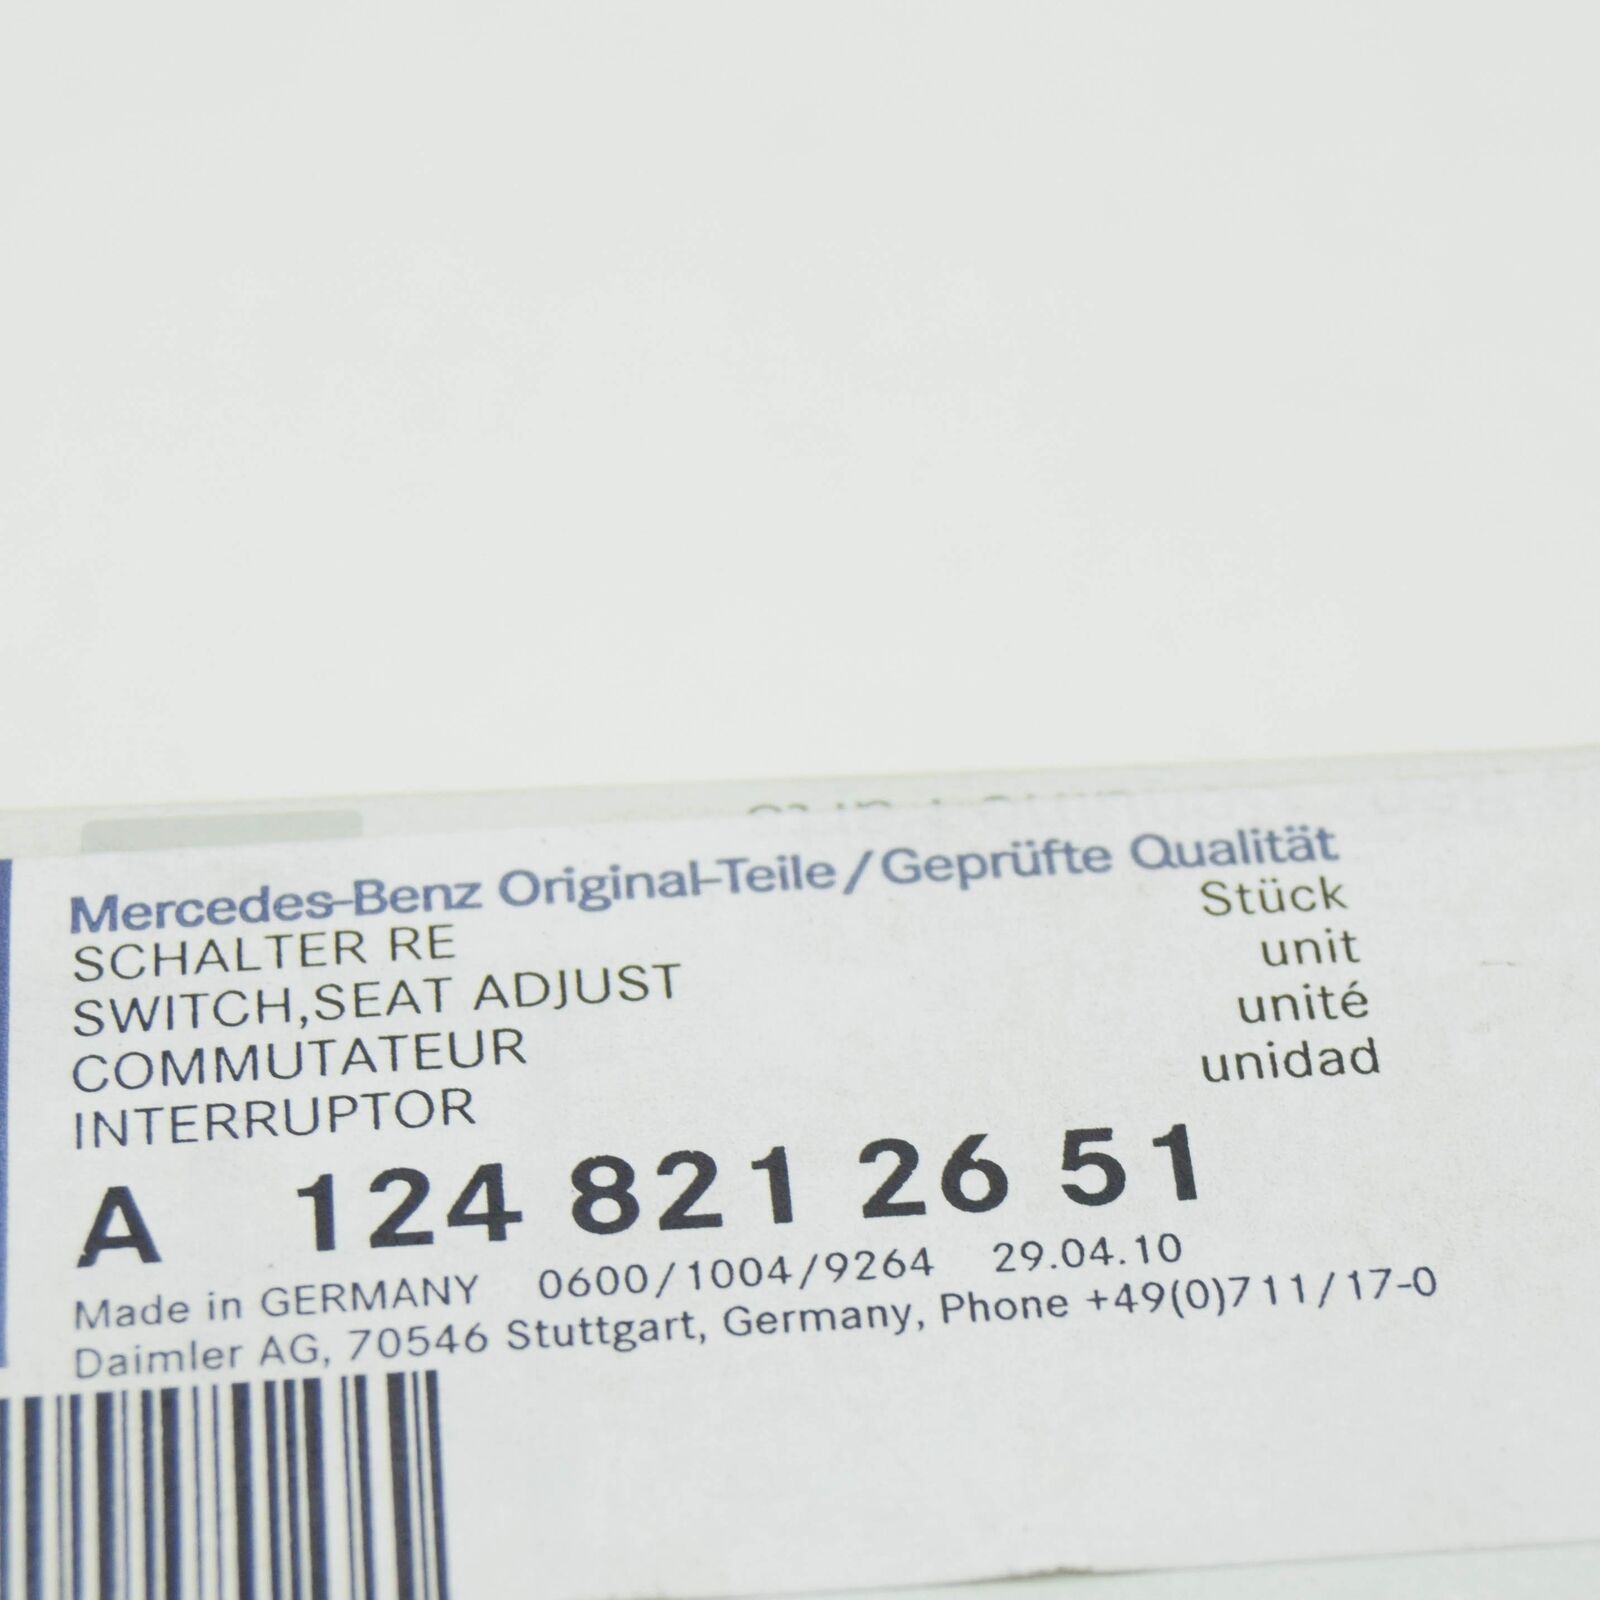 Mercedes-Benz Original-Teile/Geprüfte Qualität
SCHALTER RE Stück
SWITCH,SEAT ADJUST unit
COMMUTATEUR unité
INTERRUPTOR unidad
A 124 821 26 51
Made in GERMANY 0600/1004/9264 29.04.10
Daimler AG, 70546 Stuttgart, Germany, Phone +49(0)711/17-0